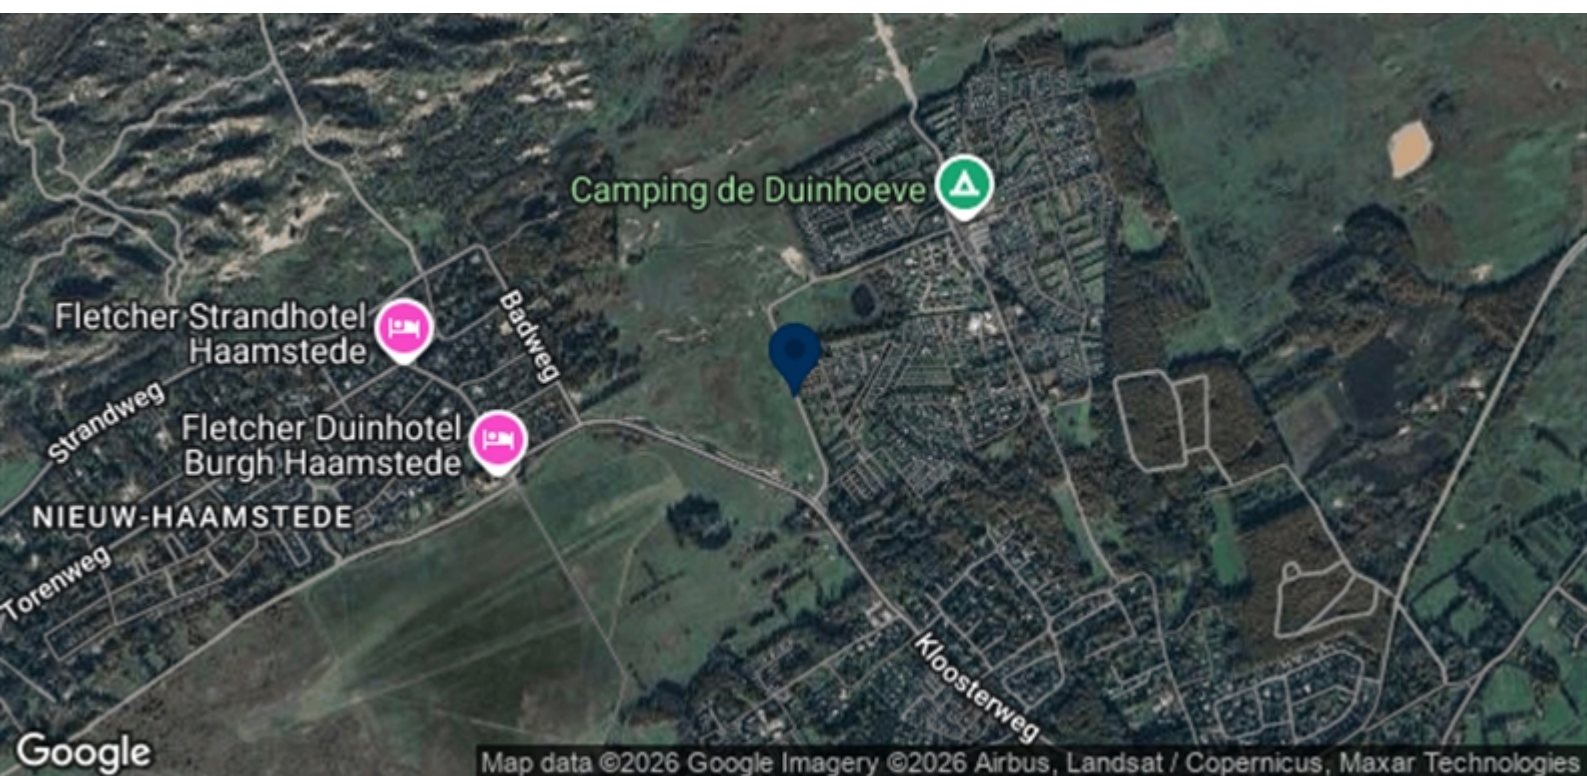 Camping de Duinhoeve
Badweg
Fletcher Strandhotel
Haamstede
Strandweg
Fletcher Duinhotel
Burgh Haamstede
NIEUW-HAAMSTEDE
Torenweg
Kloosterweg
Google
Map data ©2026 Google Imagery ©2026 Airbus, Landsat / Copernicus, Maxar Technologies